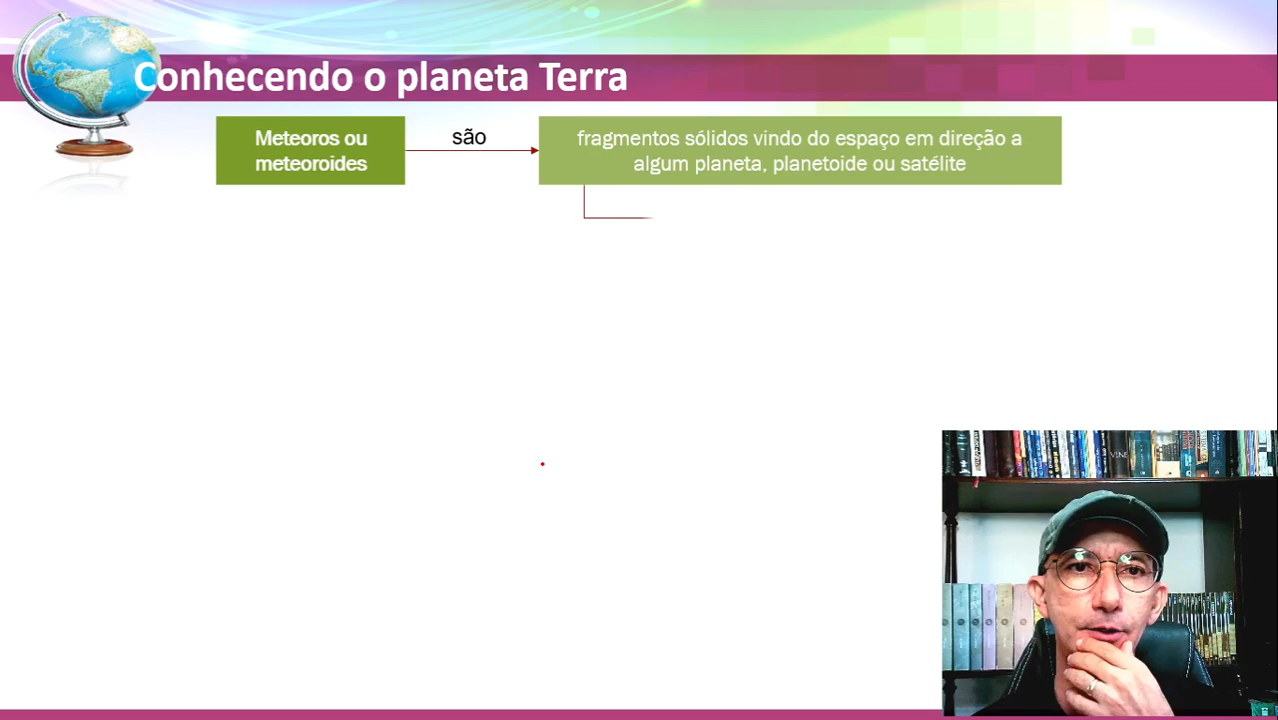 Conhecendo o planeta Terra
Meteoros ou
meteoroides
são
fragmentos sólidos vindo do espaço em direção a
algum planeta, planetoide ou satélite
VINE